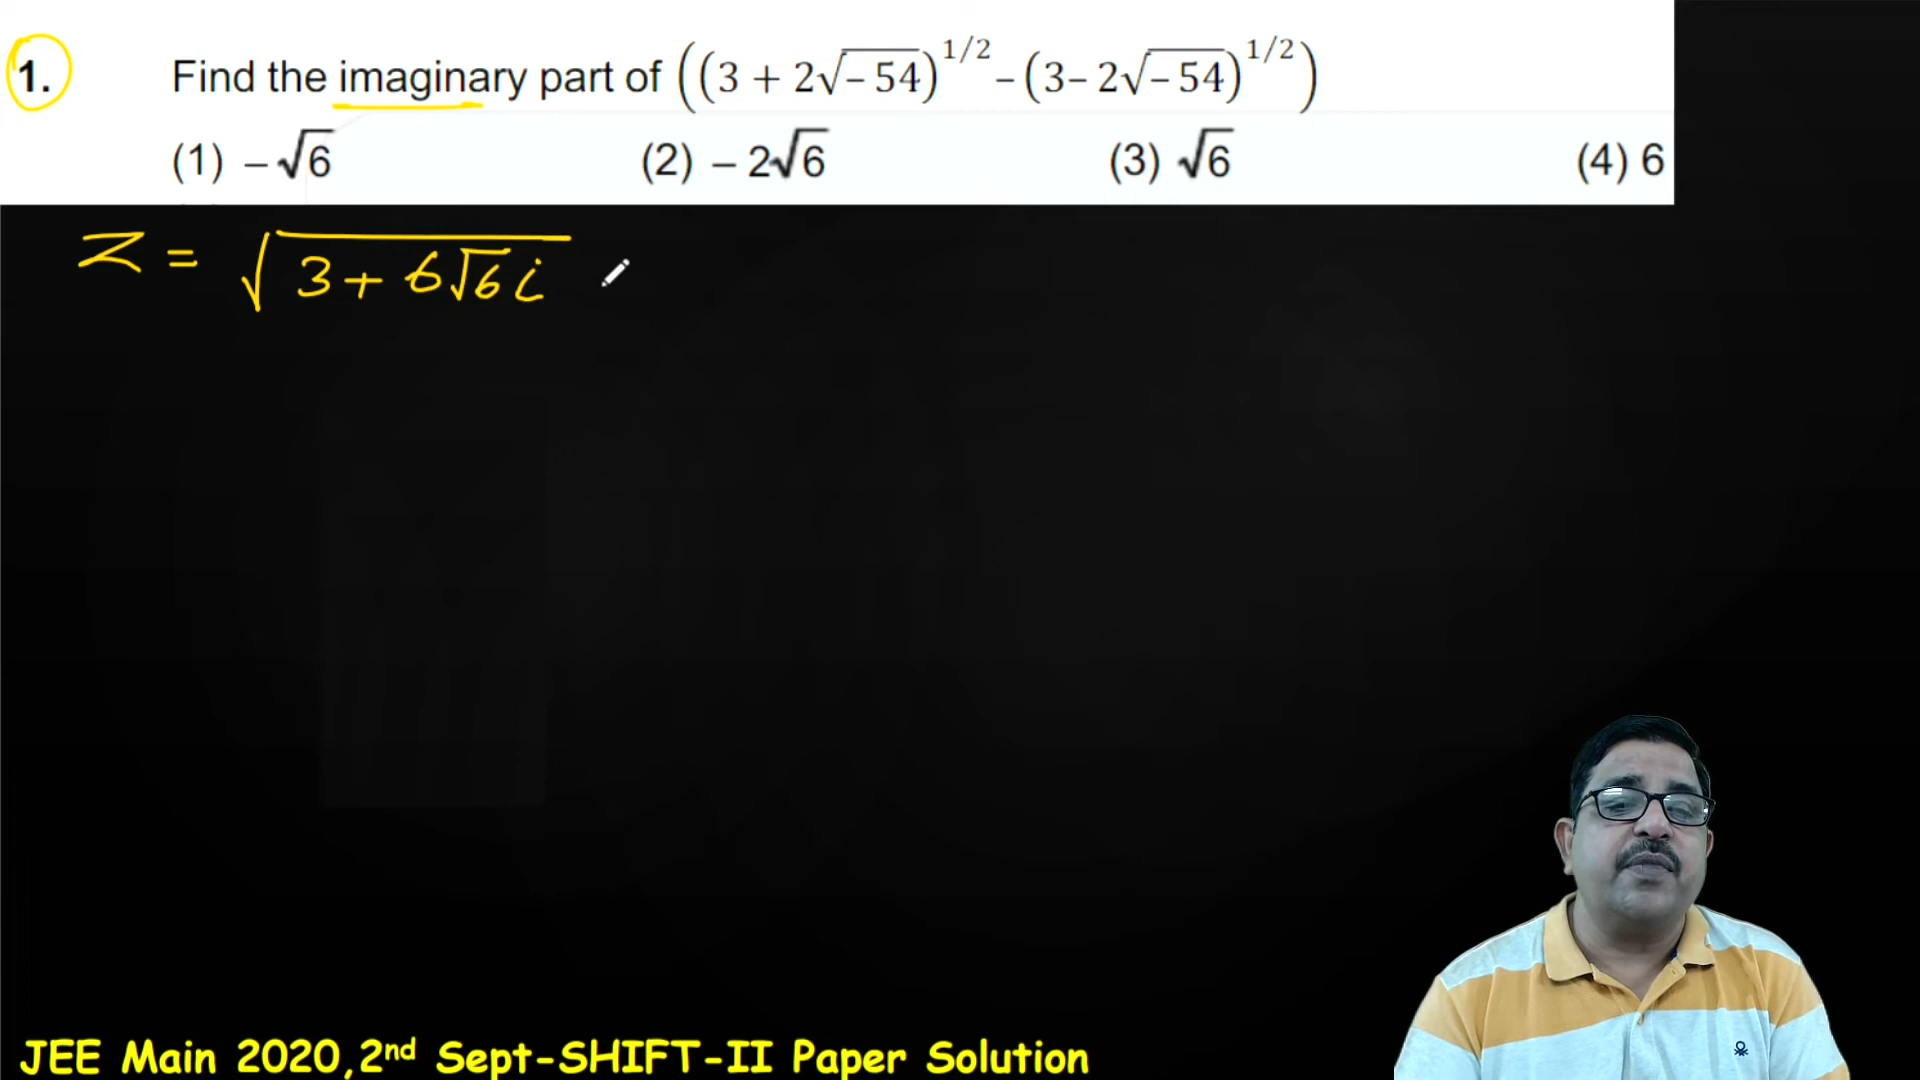 1. Find the imaginary part of ((3 + 2√−54)^1/2 – (3– 2√−54)^1/2)
(1) – √6 (2) – 2√6 (3) √6 (4) 6
Z = √3 + 6√6 i
JEE Main 2020,2nd Sept-SHIFT-II Paper Solution